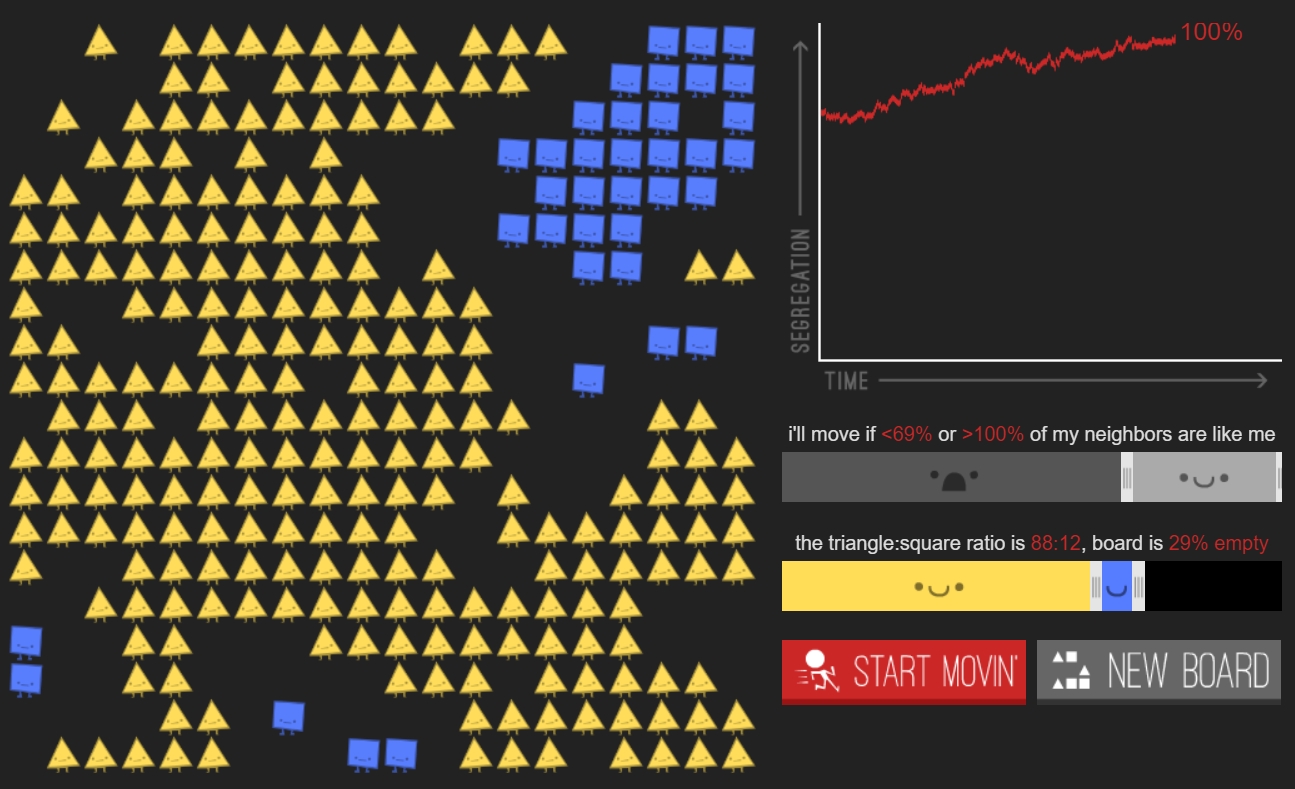 100%
SEGREGATION
TIME
i'll move if <69% or >100% of my neighbors are like me
the triangle:square ratio is 88:12, board is 29% empty
START MOVIN'
NEW BOARD